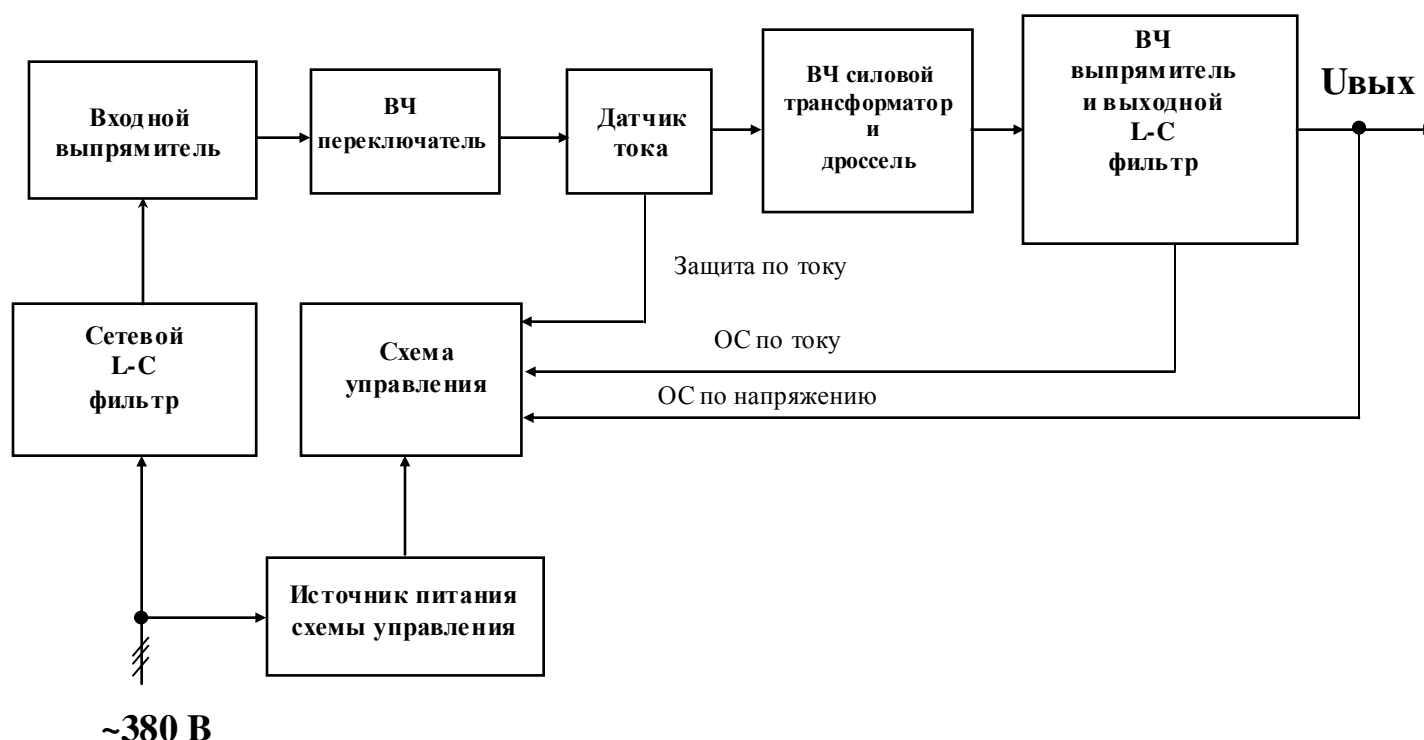 Входной
выпрямитель
ВЧ
переключатель
Датчик
тока
ВЧ силовой
трансформатор
и
дроссель
ВЧ
выпрямитель
и выходной
L-C
фильтр
Uвых
Защита по току
Сетевой
L-C
фильтр
Схема
управления
ОС по току
ОС по напряжению
Источник питания
схемы управления
~380 В